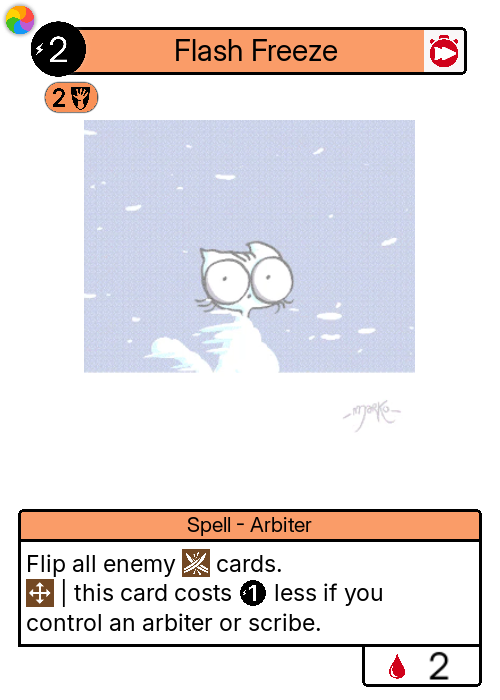 2 Flash Freeze
2
-marko-
Spell - Arbiter
Flip all enemy cards.
| this card costs 1 less if you
control an arbiter or scribe.
2